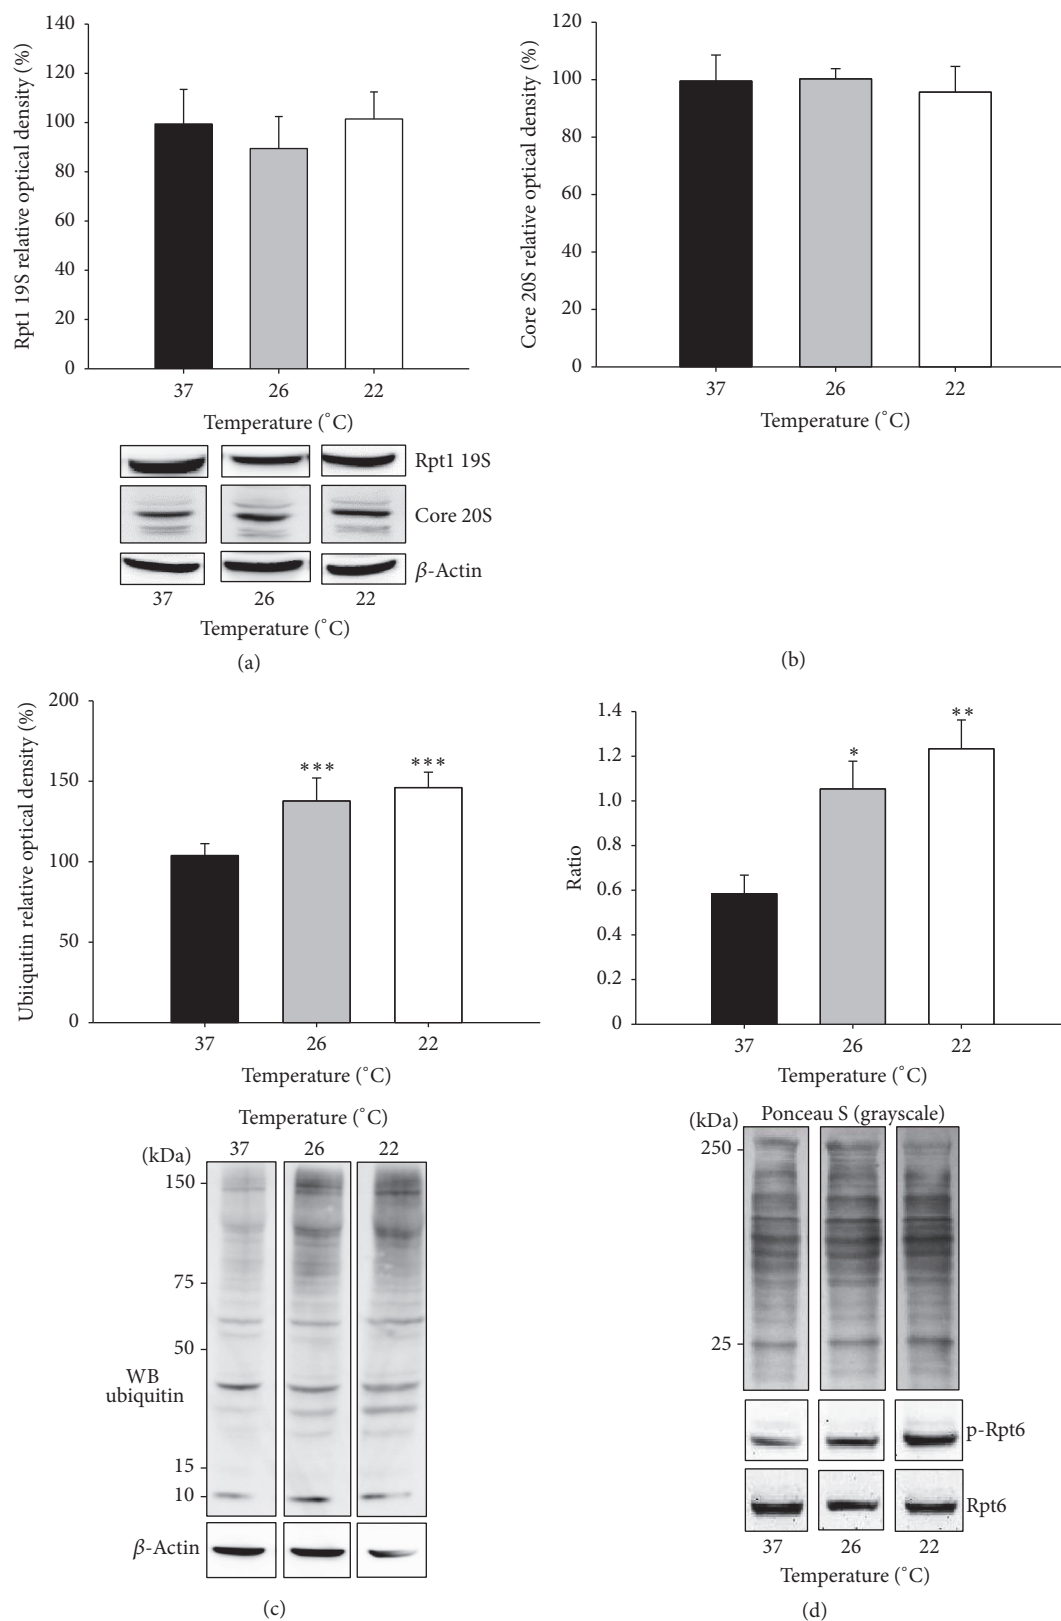 Rpt1 19S relative optical density (%)
140
120
100
80
60
40
20
0
37 26 22
Temperature (˚C)
Rpt1 19S
Core 20S
β-Actin
37 26 22
Temperature (˚C)
(a)
Core 20S relative optical density (%)
120
100
80
60
40
20
0
37 26 22
Temperature (˚C)
(b)
Ubiiquitin relative optical density (%)
200
150
100
50
0
*** ***
37 26 22
Temperature (˚C)
Temperature (˚C)
(kDa) 37 26 22
150
75
50
WB
ubiquitin
15
10
β-Actin
(c)
Ratio
1.4
1.2
1.0
0.8
0.6
0.4
0.2
0
* **
37 26 22
Temperature (˚C)
(kDa) Ponceau S (grayscale)
250
25
p-Rpt6
Rpt6
37 26 22
Temperature (˚C)
(d)